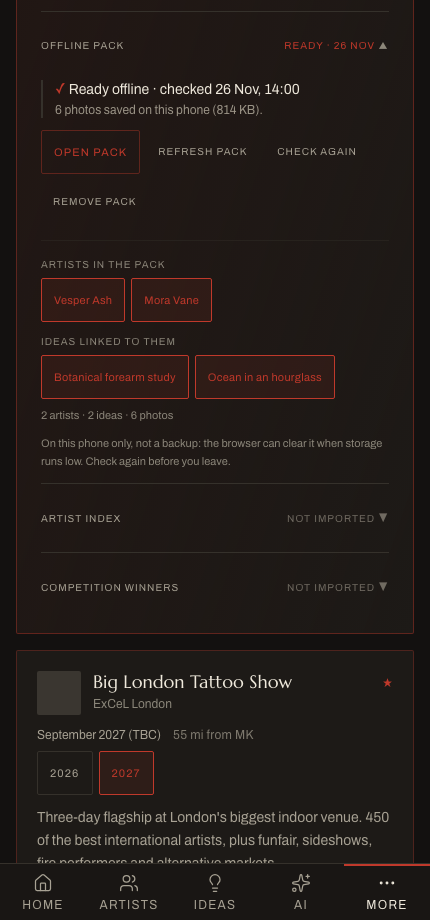 OFFLINE PACK
READY · 26 NOV ▲
✓ Ready offline · checked 26 Nov, 14:00
6 photos saved on this phone (814 KB).
OPEN PACK
REFRESH PACK
CHECK AGAIN
REMOVE PACK
ARTISTS IN THE PACK
Vesper Ash
Mora Vane
IDEAS LINKED TO THEM
Botanical forearm study
Ocean in an hourglass
2 artists · 2 ideas · 6 photos
On this phone only, not a backup: the browser can clear it when storage
runs low. Check again before you leave.
ARTIST INDEX
NOT IMPORTED ▼
COMPETITION WINNERS
NOT IMPORTED ▼
Big London Tattoo Show
★
ExCeL London
September 2027 (TBC)
55 mi from MK
2026
2027
Three-day flagship at London's biggest indoor venue. 450
of the best international artists, plus funfair, sideshows,
fire performers and alternative markets.
HOME
ARTISTS
IDEAS
AI
MORE